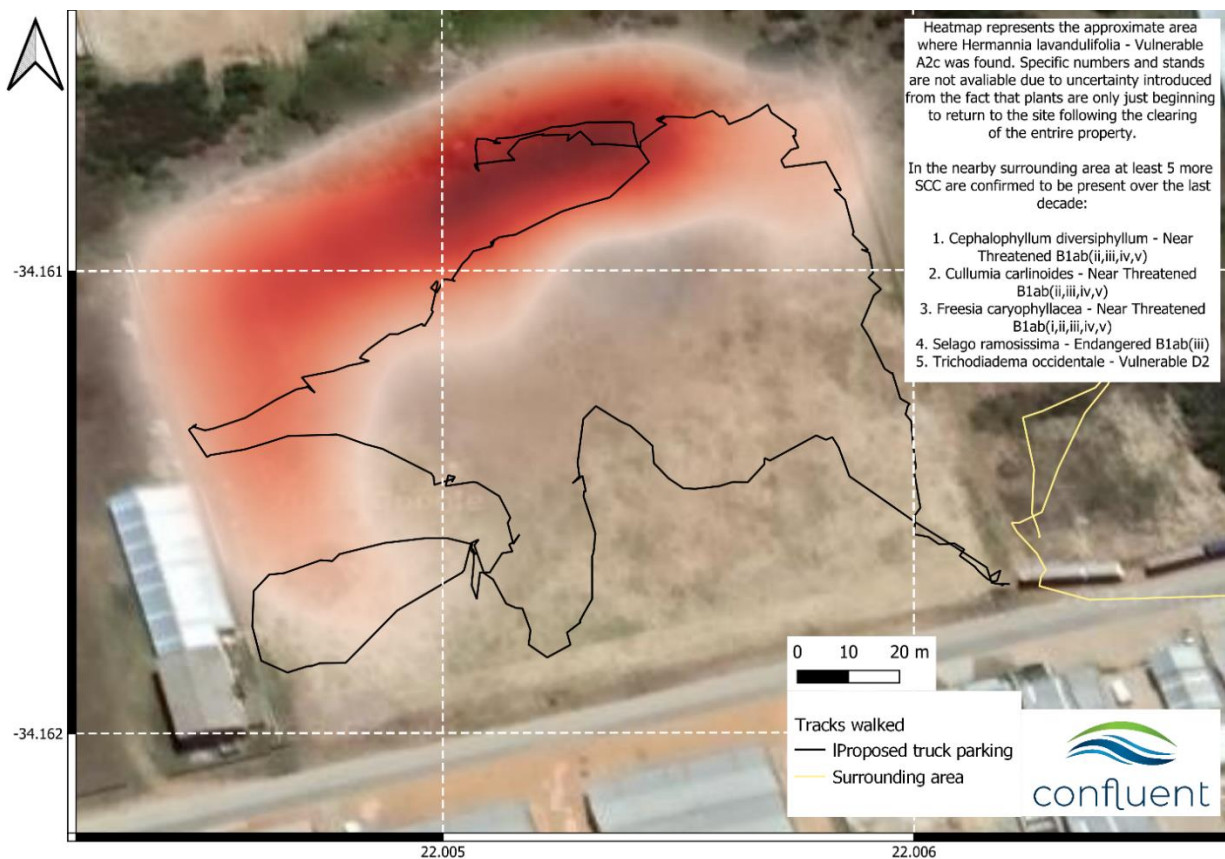 Heatmap represents the approximate area
where Hermannia lavandulifolia - Vulnerable
A2c was found. Specific numbers and stands
are not avaliable due to uncertainty introduced
from the fact that plants are only just beginning
to return to the site following the clearing
of the entrire property.
In the nearby surrounding area at least 5 more
SCC are confirmed to be present over the last
decade:
1. Cephalophyllum diversiphyllum - Near
Threatened B1ab(ii,iii,iv,v)
2. Cullumia carlinoides - Near Threatened
B1ab(ii,iii,iv,v)
3. Freesia caryophyllacea - Near Threatened
B1ab(i,ii,iii,iv,v)
4. Selago ramosissima - Endangered B1ab(iii)
5. Trichodiadema occidentale - Vulnerable D2
-34.161
-34.162
0 10 20 m
Tracks walked
lProposed truck parking
Surrounding area
confluent
22.005
22.006